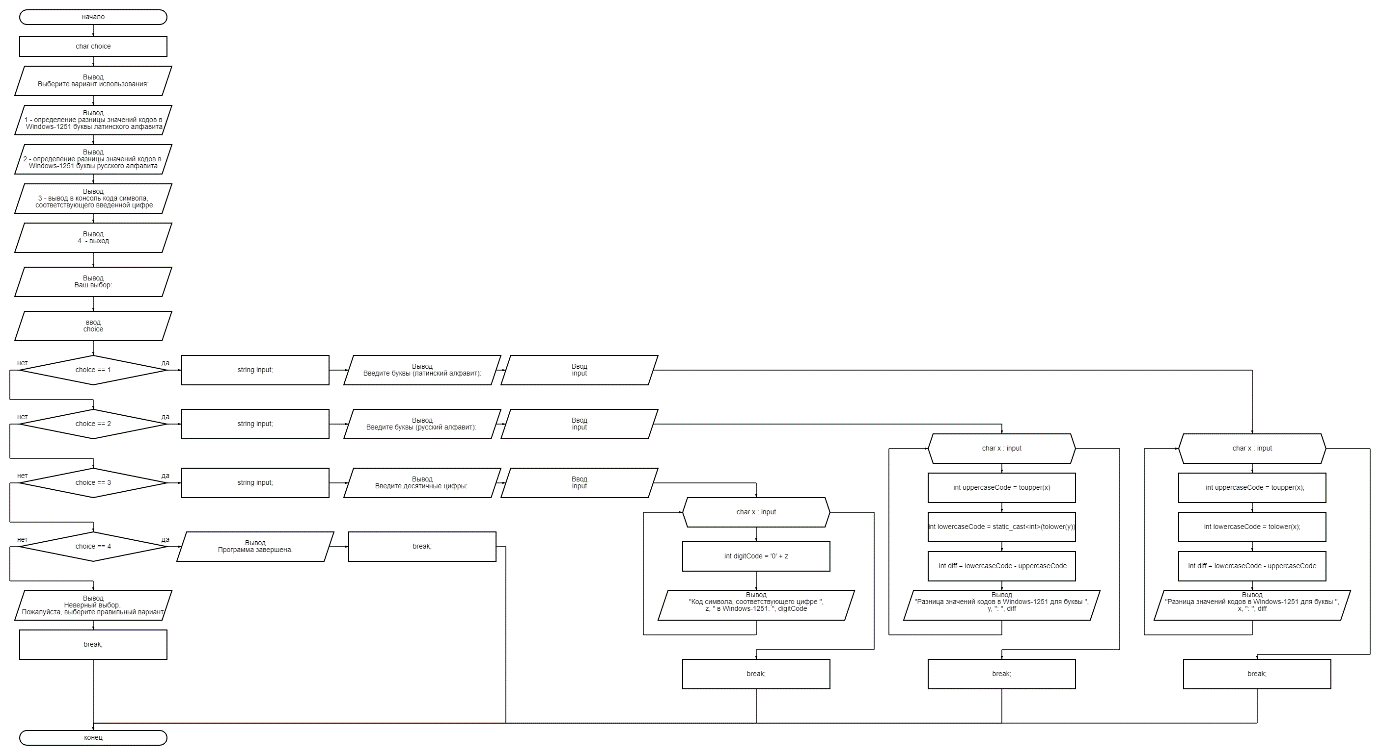 начало
char choice
Вывод
Выберите вариант использования:
Вывод
1 - определение разницы значений кодов в
Windows-1251 буквы латинского алфавита
Вывод
2 - определение разницы значений кодов в
Windows-1251 буквы русского алфавита
Вывод
3 - вывод в консоль кода символа,
соответствующего введенной цифре
Вывод
4 - выход
Вывод
Ваш выбор:
ввод
choice
нет
choice == 1
да
string input;
Вывод
Введите буквы (латинский алфавит):
Ввод
input
нет
choice == 2
да
string input;
Вывод
Введите буквы (русский алфавит):
Ввод
input
нет
choice == 3
да
string input;
Вывод
Введите десятичные цифры:
Ввод
input
нет
choice == 4
да
Вывод
Программа завершена
break;
Вывод
Неверный выбор.
Пожалуйста, выберите правильный вариант
break;
char x : input
int digitCode = '0' + z
Вывод
"Код символа, соответствующего цифре ",
z, " в Windows-1251: ", digitCode
break;
char x : input
int uppercaseCode = toupper(x)
int lowercaseCode = static_cast<int>(tolower(y))
int diff = lowercaseCode - uppercaseCode
Вывод
"Разница значений кодов в Windows-1251 для буквы ",
y, ": ", diff
break;
char x : input
int uppercaseCode = toupper(x);
int lowercaseCode = tolower(x);
int diff = lowercaseCode - uppercaseCode
Вывод
"Разница значений кодов в Windows-1251 для буквы ",
x, ": ", diff
break;
конец